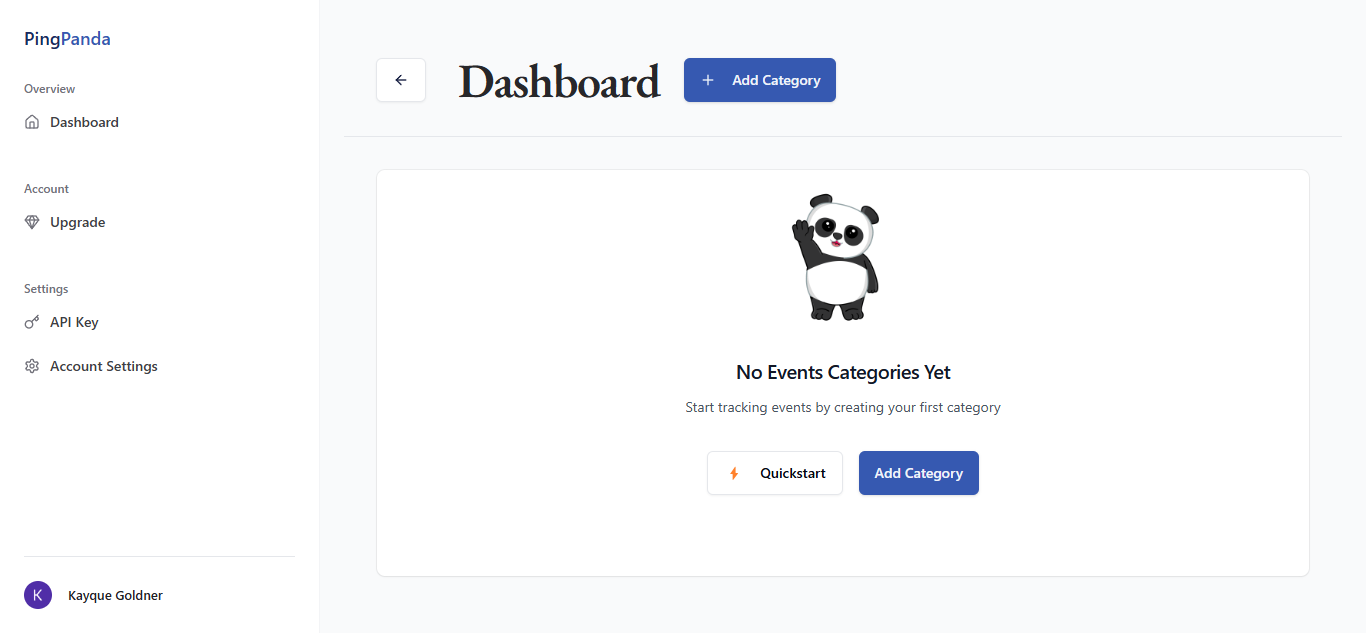 PingPanda
Overview
Dashboard
Account
Upgrade
Settings
API Key
Account Settings
K
Kayque Goldner
Dashboard
Add Category
No Events Categories Yet
Start tracking events by creating your first category
Quickstart
Add Category